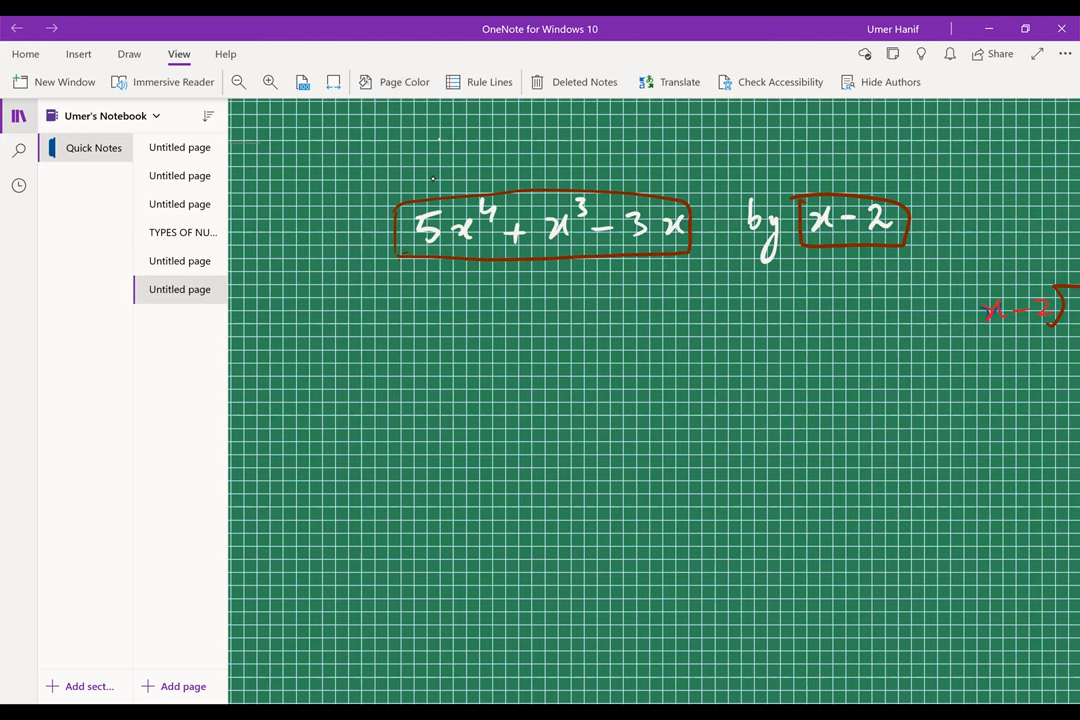 OneNote for Windows 10
Umer Hanif
Home Insert Draw View Help
Share
New Window Immersive Reader Page Color Rule Lines Deleted Notes Translate Check Accessibility Hide Authors
Umer's Notebook
Quick Notes
Untitled page
Untitled page
Untitled page
TYPES OF NU...
Untitled page
Untitled page
5x⁴ + x³ - 3x by x - 2
x - 2
Add sect... Add page